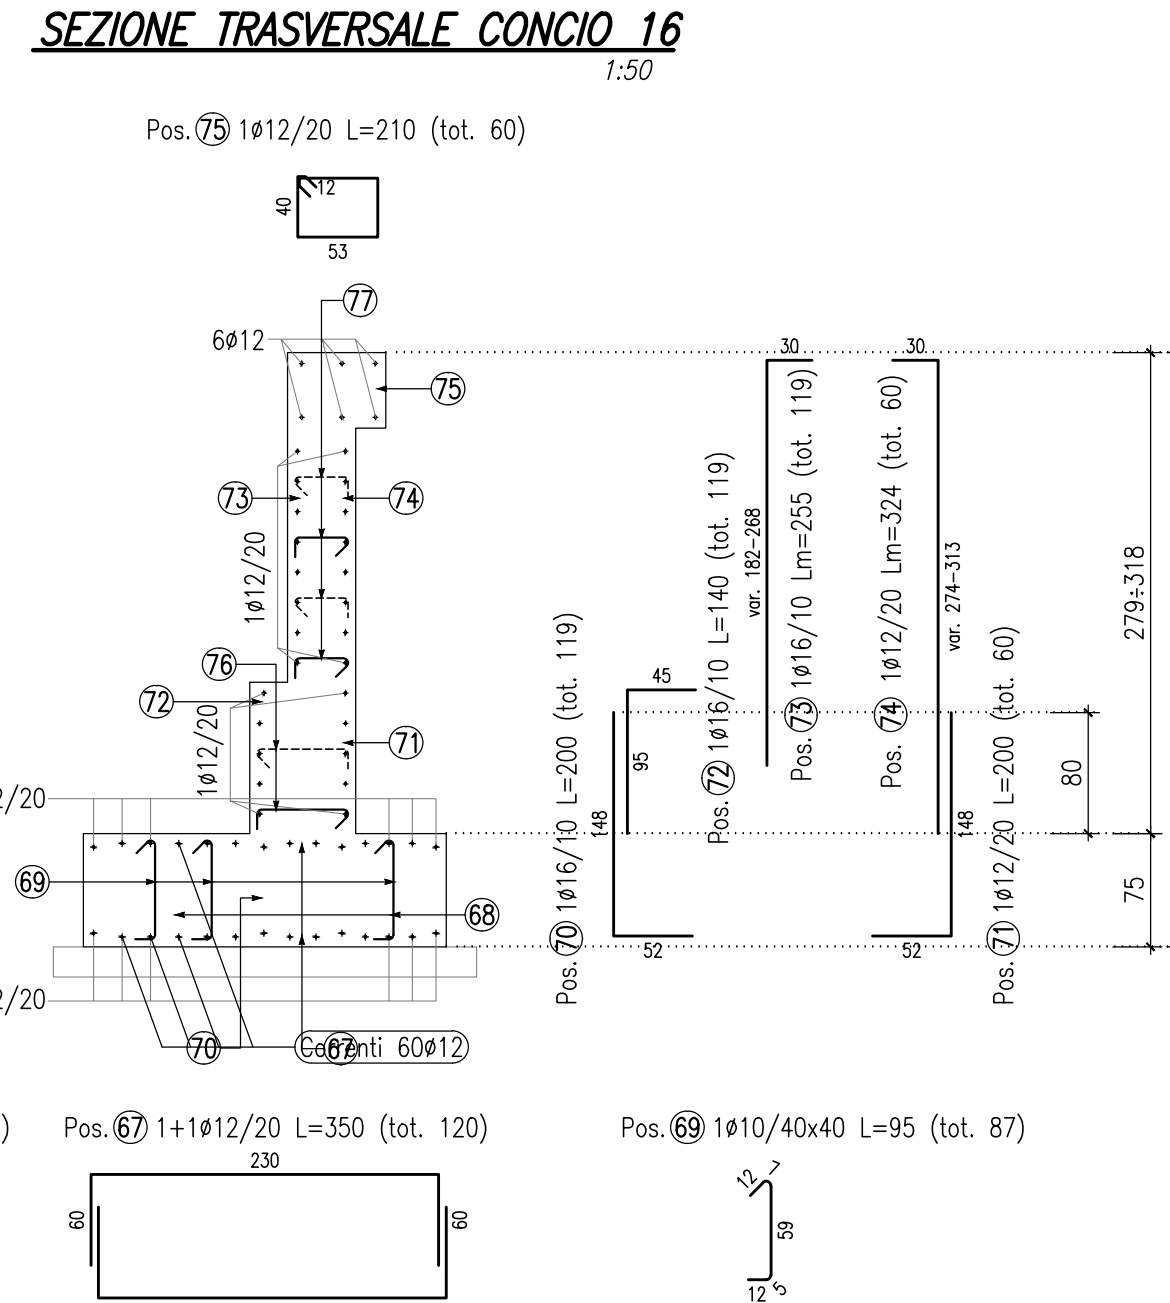 SEZIONE TRASVERSALE CONCIO 16
1:50
Pos. 75 1ø12/20 L=210 (tot. 60)
12
40
53
77
6ø12
75
73
74
1ø12/20
76
72
1ø12/20
71
2/20
69
68
2/20
70
Correnti 60ø12
67
30
30
var. 182-268
var. 274-313
45
95
148
148
52
52
Pos. 70 1ø16/10 L=200 (tot. 119)
Pos. 72 1ø16/10 L=140 (tot. 119)
Pos. 73 1ø16/10 Lm=255 (tot. 119)
Pos. 74 1ø12/20 Lm=324 (tot. 60)
Pos. 71 1ø12/20 L=200 (tot. 60)
279÷318
80
75
)
Pos. 67 1+1ø12/20 L=350 (tot. 120)
230
60
60
Pos. 69 1ø10/40x40 L=95 (tot. 87)
12
7
59
12
5